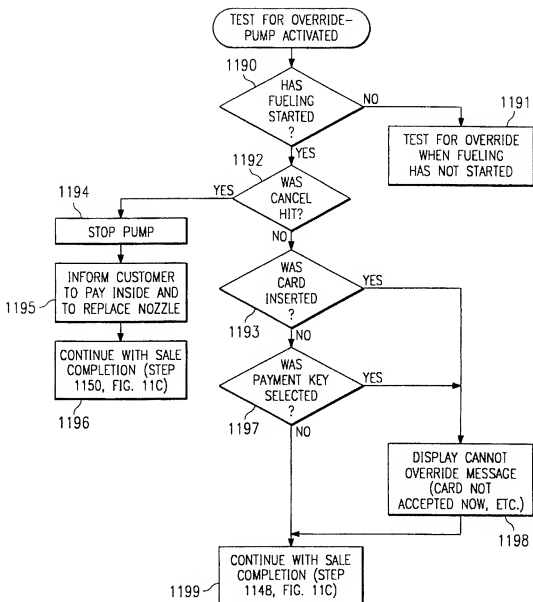 TEST FOR OVERRIDE-
PUMP ACTIVATED
1190
HAS
FUELING
STARTED
?
NO
1191
TEST FOR OVERRIDE
WHEN FUELING
HAS NOT STARTED
YES
1192
WAS
CANCEL
HIT?
YES
1194
STOP PUMP
NO
INFORM CUSTOMER
TO PAY INSIDE AND
TO REPLACE NOZZLE
1195
WAS
CARD
INSERTED
?
YES
1193
NO
CONTINUE WITH SALE
COMPLETION (STEP
1150, FIG. 11C)
1196
WAS
PAYMENT KEY
SELECTED
?
YES
1197
NO
DISPLAY CANNOT
OVERRIDE MESSAGE
(CARD NOT
ACCEPTED NOW, ETC.)
1198
CONTINUE WITH SALE
COMPLETION (STEP
1148, FIG. 11C)
1199